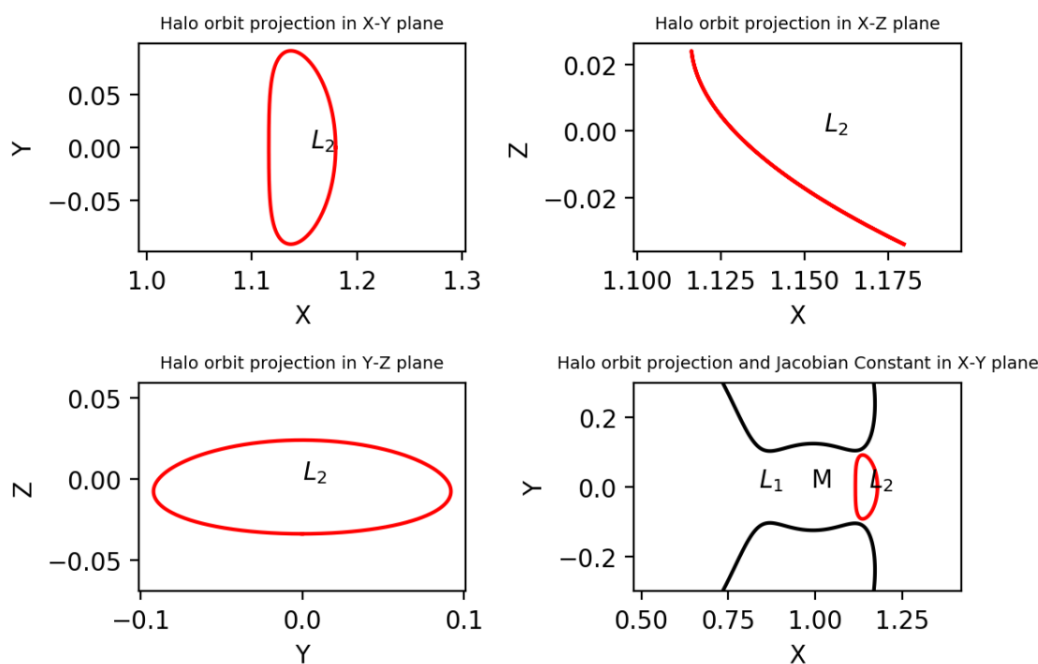 Halo orbit projection in X-Y plane
Y
0.05
0.00
−0.05
L2
1.0 1.1 1.2 1.3
X
Halo orbit projection in X-Z plane
Z
0.02
0.00
−0.02
L2
1.100 1.125 1.150 1.175
X
Halo orbit projection in Y-Z plane
Z
0.05
0.00
−0.05
L2
−0.1 0.0 0.1
Y
Halo orbit projection and Jacobian Constant in X-Y plane
Y
0.2
0.0
−0.2
L1 M L2
0.50 0.75 1.00 1.25
X